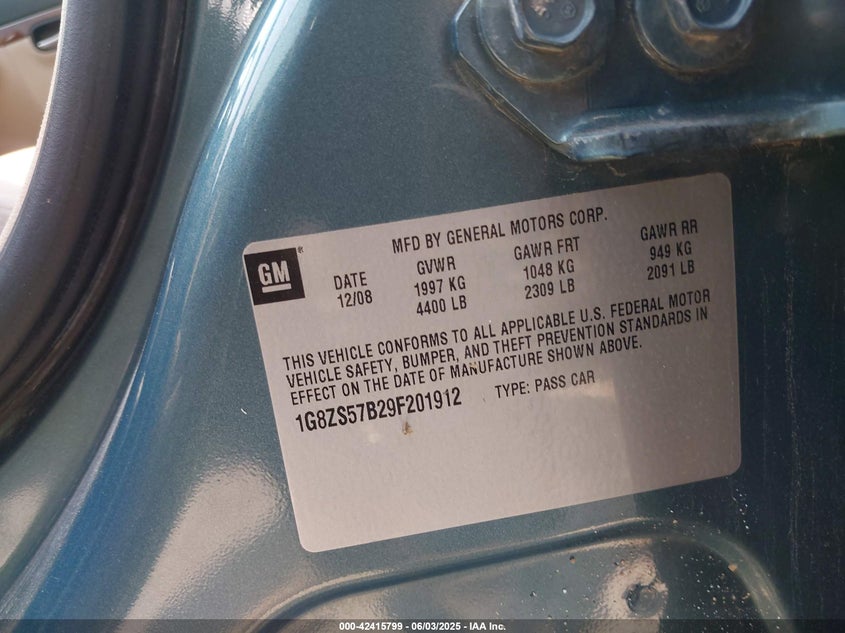 MFD BY GENERAL MOTORS CORP.
GM
DATE GVWR GAWR FRT GAWR RR
12/08 1997 KG 1048 KG 949 KG
4400 LB 2309 LB 2091 LB
THIS VEHICLE CONFORMS TO ALL APPLICABLE U.S. FEDERAL MOTOR
VEHICLE SAFETY, BUMPER, AND THEFT PREVENTION STANDARDS IN
EFFECT ON THE DATE OF MANUFACTURE SHOWN ABOVE.
1G8ZS57B29F201912 TYPE: PASS CAR
000-42415799 - 06/03/2025 - IAA Inc.